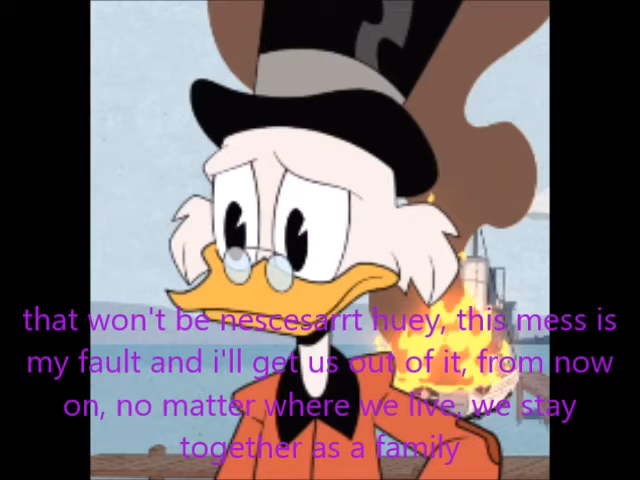 that won't be nescesarrt huey, this mess is
my fault and i'll get us out of it, from now
on, no matter where we live, we stay
together as a family